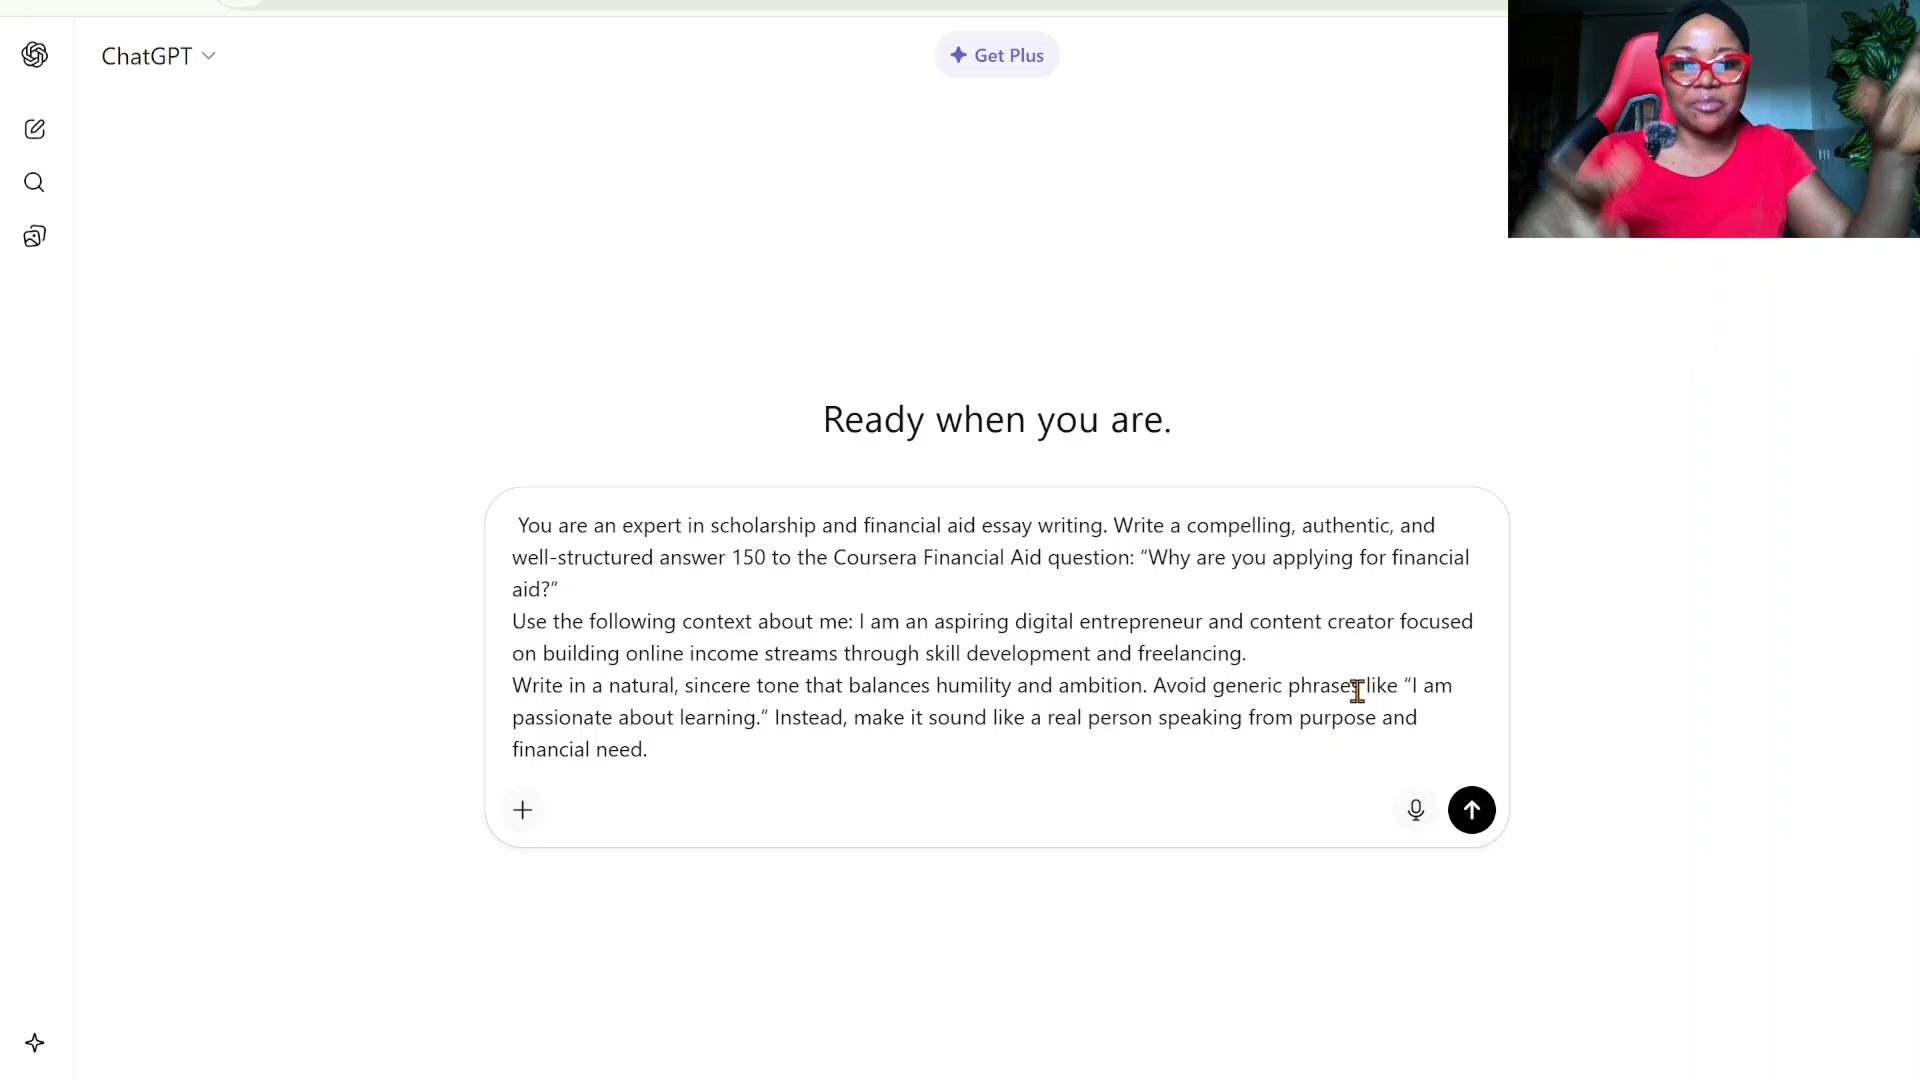 ChatGPT
Get Plus
Ready when you are.
You are an expert in scholarship and financial aid essay writing. Write a compelling, authentic, and
well-structured answer 150 to the Coursera Financial Aid question: “Why are you applying for financial
aid?”
Use the following context about me: I am an aspiring digital entrepreneur and content creator focused
on building online income streams through skill development and freelancing.
Write in a natural, sincere tone that balances humility and ambition. Avoid generic phrases like “I am
passionate about learning.” Instead, make it sound like a real person speaking from purpose and
financial need.